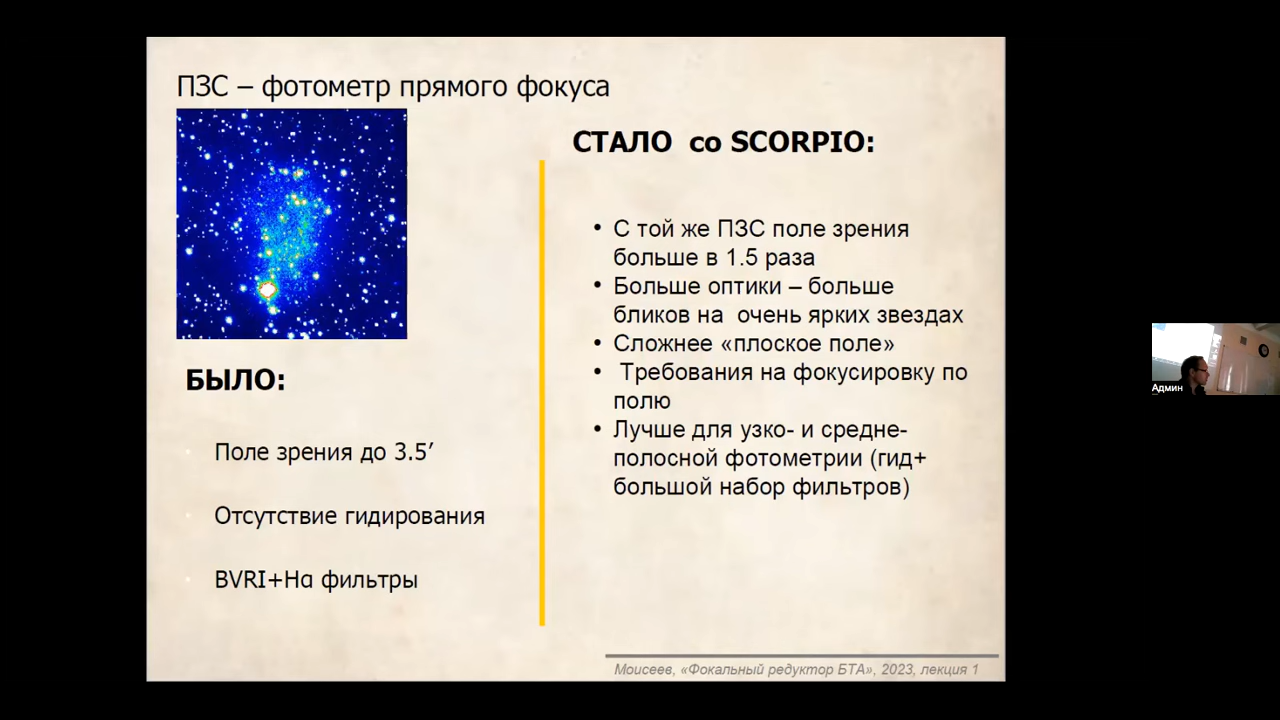 ПЗС – фотометр прямого фокуса
БЫЛО:
Поле зрения до 3.5′
Отсутствие гидирования
BVRI+Hα фильтры
СТАЛО со SCORPIO:
• С той же ПЗС поле зрения
больше в 1.5 раза
• Больше оптики – больше
бликов на очень ярких звездах
• Сложнее «плоское поле»
• Требования на фокусировку по
полю
• Лучше для узко- и средне-
полосной фотометрии (гид+
большой набор фильтров)
Моисеев, «Фокальный редуктор БТА», 2023, лекция 1
Админ